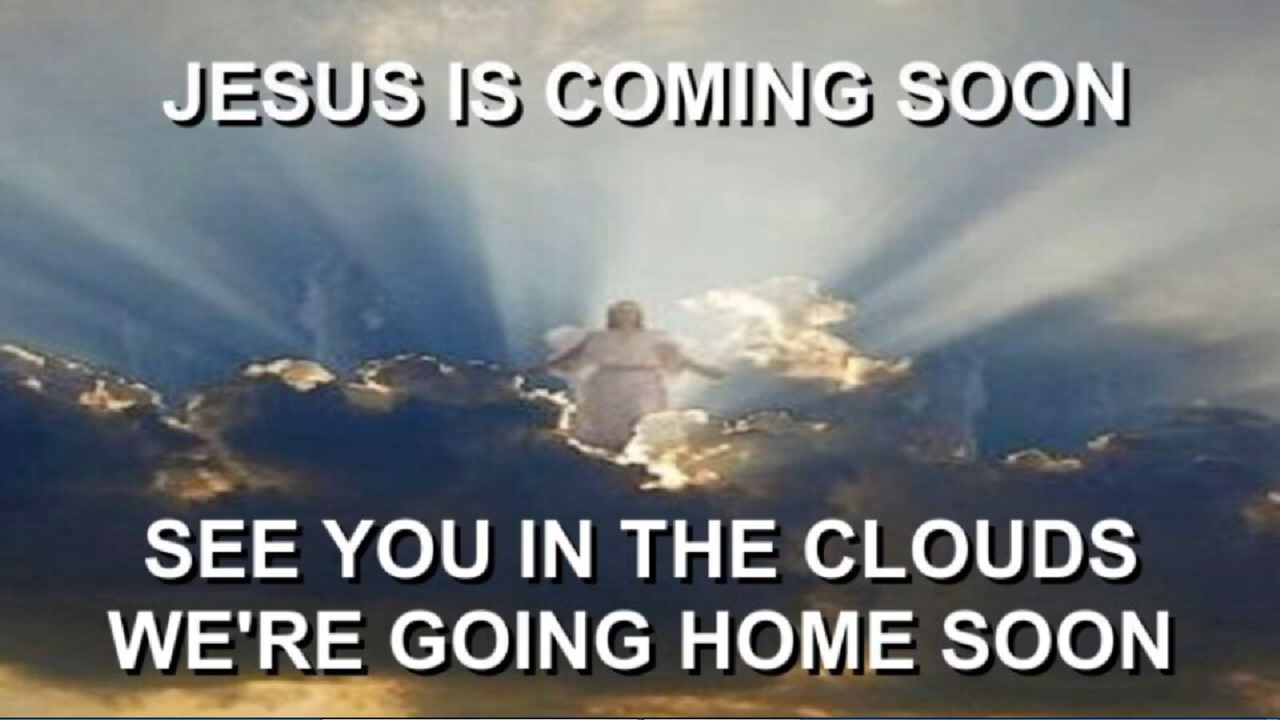 JESUS IS COMING SOON
SEE YOU IN THE CLOUDS
WE'RE GOING HOME SOON